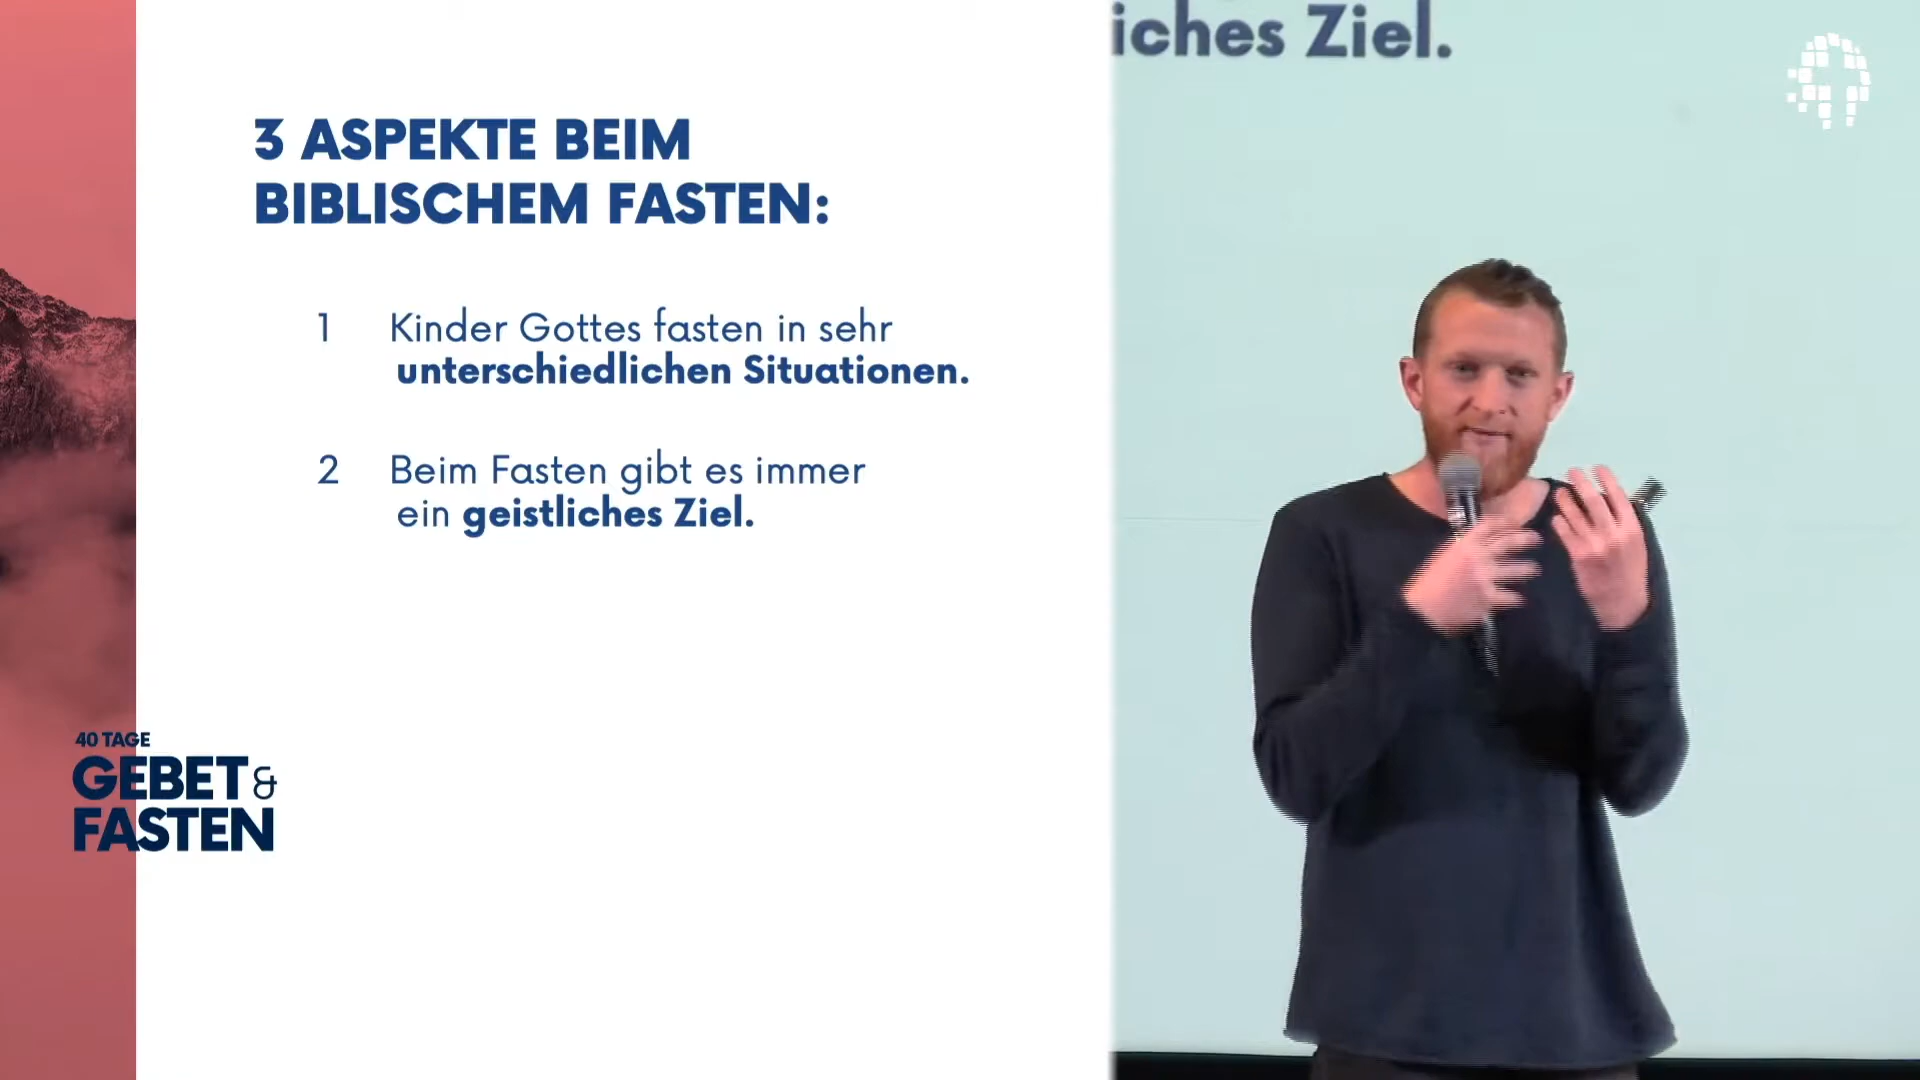 3 ASPEKTE BEIM
BIBLISCHEM FASTEN:
1 Kinder Gottes fasten in sehr
unterschiedlichen Situationen.
2 Beim Fasten gibt es immer
ein geistliches Ziel.
40 TAGE
GEBET &
FASTEN
iches Ziel.